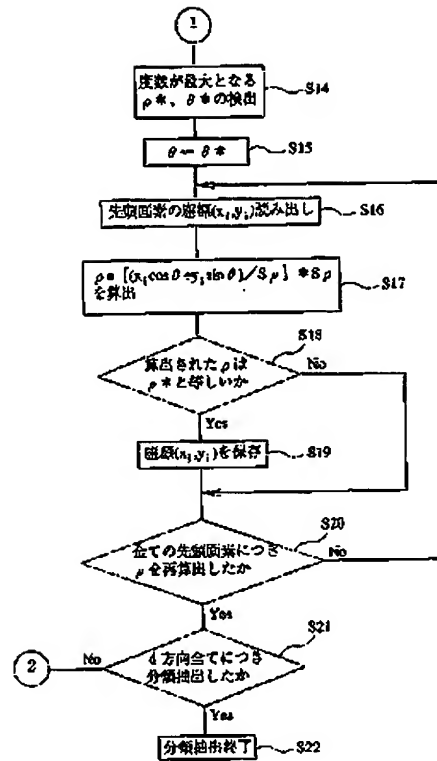 1
度数が最大となる
ρ*、θ*の検出
S14
θ←θ*
S15
先鋭画素の座標(xi,yi)読み出し
S16
ρ=[(xi cosθ+yi sinθ)/Sρ]*Sρ
を算出
S17
S18
算出されたρは
ρ*と等しいか
No
Yes
座標(xi,yi)を保存
S19
S20
全ての先鋭画素につき
ρを再算出したか
No
Yes
S21
d方向全てにつき
分類抽出したか
No
2
Yes
分類抽出終了
S22